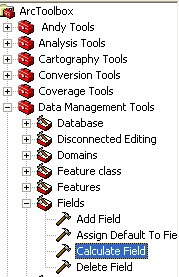 ArcToolbox
Andy Tools
Analysis Tools
Cartography Tools
Conversion Tools
Coverage Tools
Data Management Tools
Database
Disconnected Editing
Domains
Feature class
Features
Fields
Add Field
Assign Default To Fie
Calculate Field
Delete Field